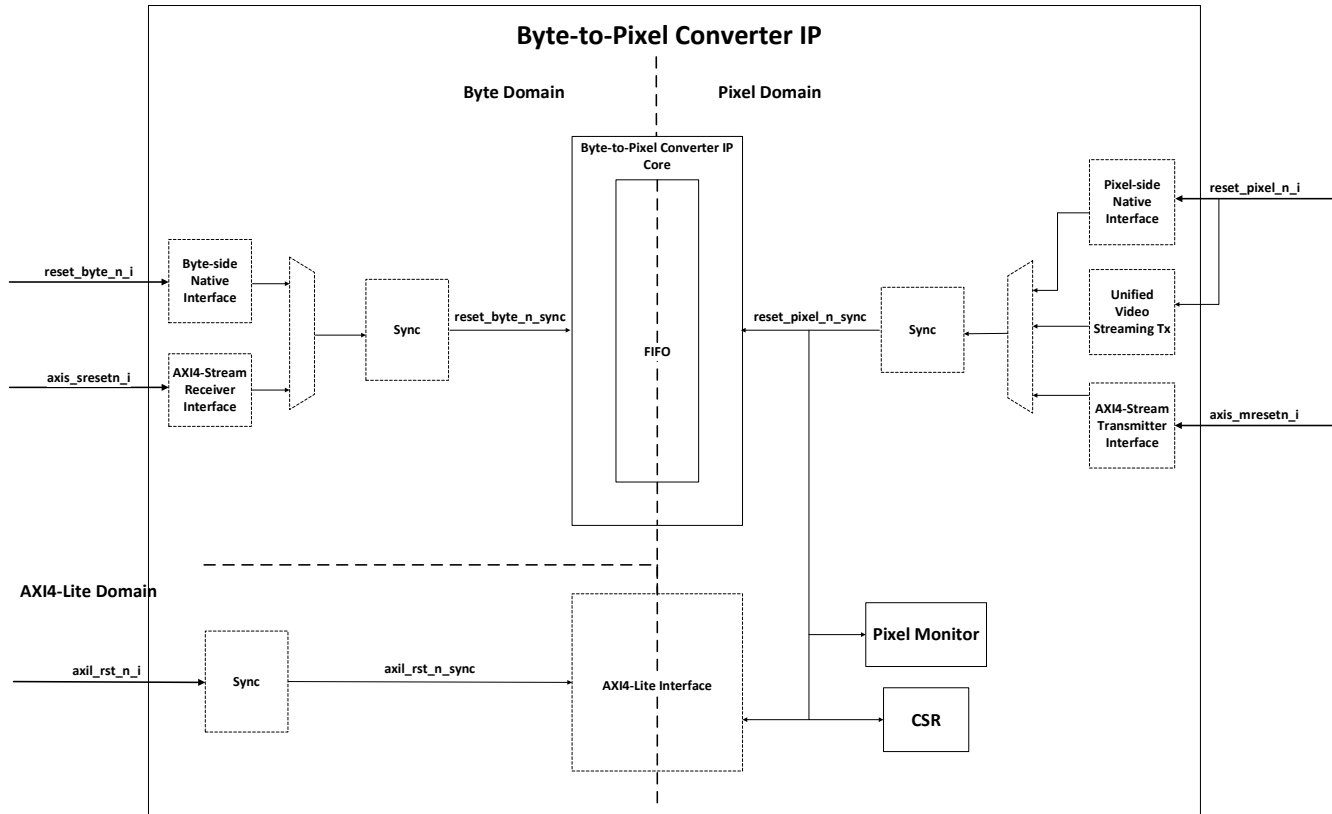 Byte-to-Pixel Converter IP
Byte Domain
Pixel Domain
Byte-to-Pixel Converter IP
Core
FIFO
reset_byte_n_i
Byte-side
Native
Interface
axis_sresetn_i
AXI4-Stream
Receiver
Interface
Sync
reset_byte_n_sync
reset_pixel_n_sync
Sync
Pixel-side
Native
Interface
reset_pixel_n_i
Unified
Video
Streaming Tx
AXI4-Stream
Transmitter
Interface
axis_mresetn_i
AXI4-Lite Domain
axil_rst_n_i
Sync
axil_rst_n_sync
AXI4-Lite Interface
Pixel Monitor
CSR